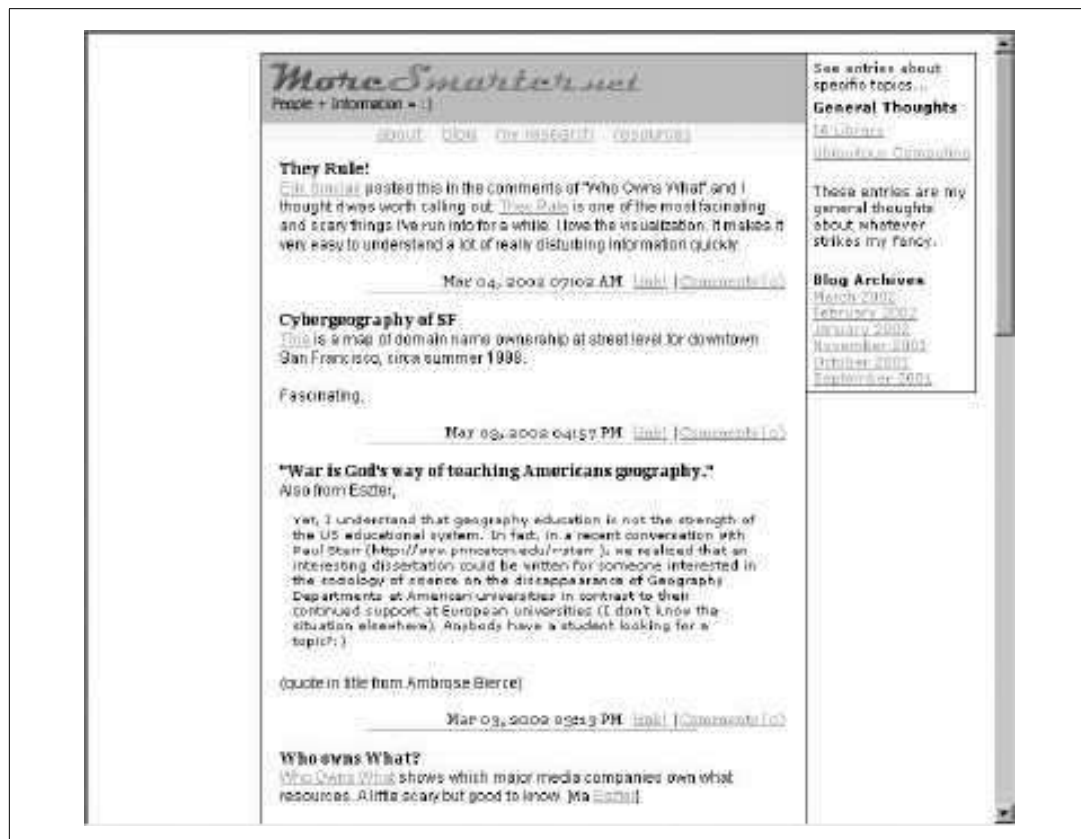 MoreSmarter.net
People + Information = :)
about blog my research resources
They Rule!
posted this in the comments of "Who Owns What" and I
thought it was worth calling out. They Rule is one of the most facinating
and scary things I've run into for a while. I love the visualization. It makes it
very easy to understand a lot of really disturbing information quickly.
Mar 04, 2002 07:02 AM Link! | Comments
Cybergeography of SF
This is a map of domain name ownership at street level for downtown
San Francisco, circa summer 1998.
Fascinating.
Mar 03, 2002 04:57 PM Link! | Comments
"War is God's way of teaching Americans geography."
Also from Eszter,
Yet, I understand that geography education is not the strength of
the US educational system. In fact, in a recent conversation with
Paul Starr (http://www.princeton.edu/~starr ), we realized that an
interesting dissertation could be written for someone interested in
the sociology of science on the dissappearance of Geography
Departments at American universities in contrast to their
continued support at European universities (I don't know the
situation elsewhere). Anybody have a student looking for a
topic?:)
(quote in title from Ambrose Bierce)
Mar 03, 2002 Link! | Comments
Who owns What?
Who Owns What shows which major media companies own what
resources. A little scary but good to know. Eszter]
See entries about
specific topics...
General Thoughts
IA Library
Ubiquitous Computing
These entries are my
general thoughts
about whatever
strikes my fancy.
Blog Archives
March 2002
February 2002
January 2002
November 2001
October 2001
September 2001